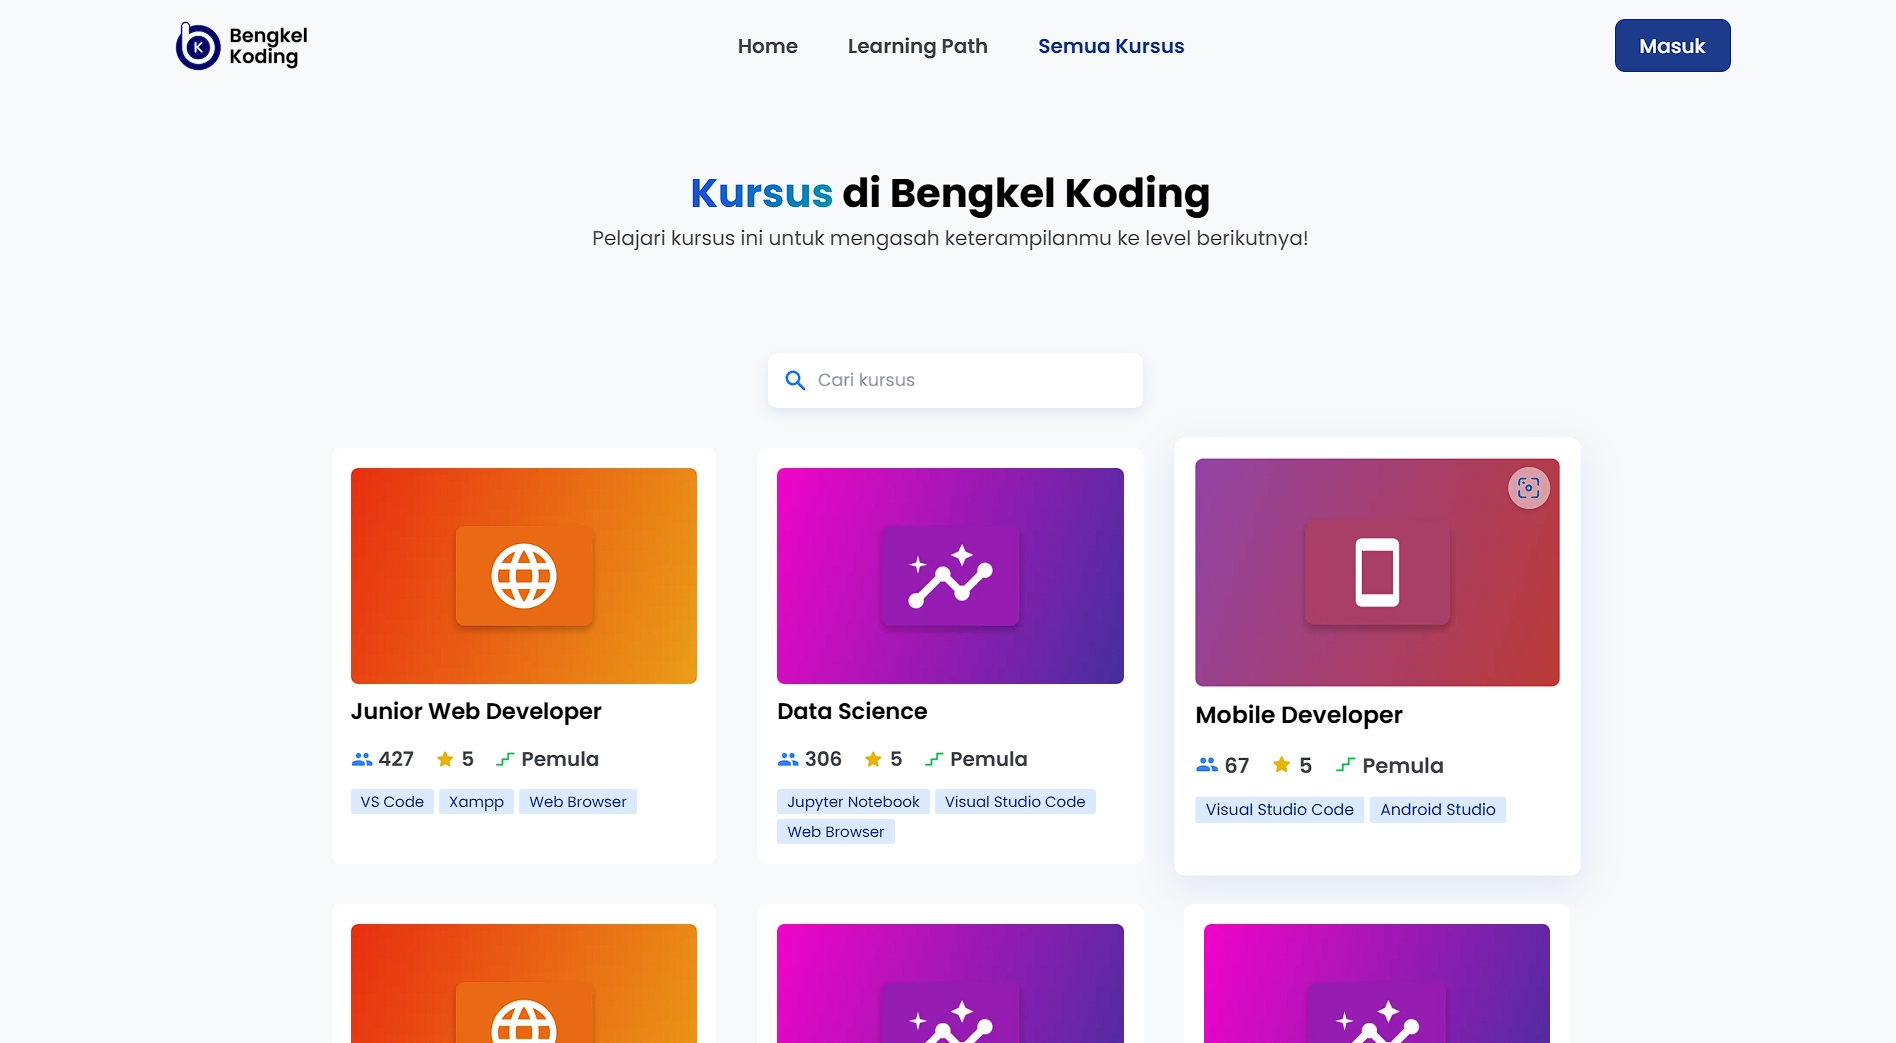 Bengkel
Koding
Home
Learning Path
Semua Kursus
Masuk
Kursus di Bengkel Koding
Pelajari kursus ini untuk mengasah keterampilanmu ke level berikutnya!
Cari kursus
Junior Web Developer
427
5
Pemula
VS Code
Xampp
Web Browser
Data Science
306
5
Pemula
Jupyter Notebook
Visual Studio Code
Web Browser
Mobile Developer
67
5
Pemula
Visual Studio Code
Android Studio